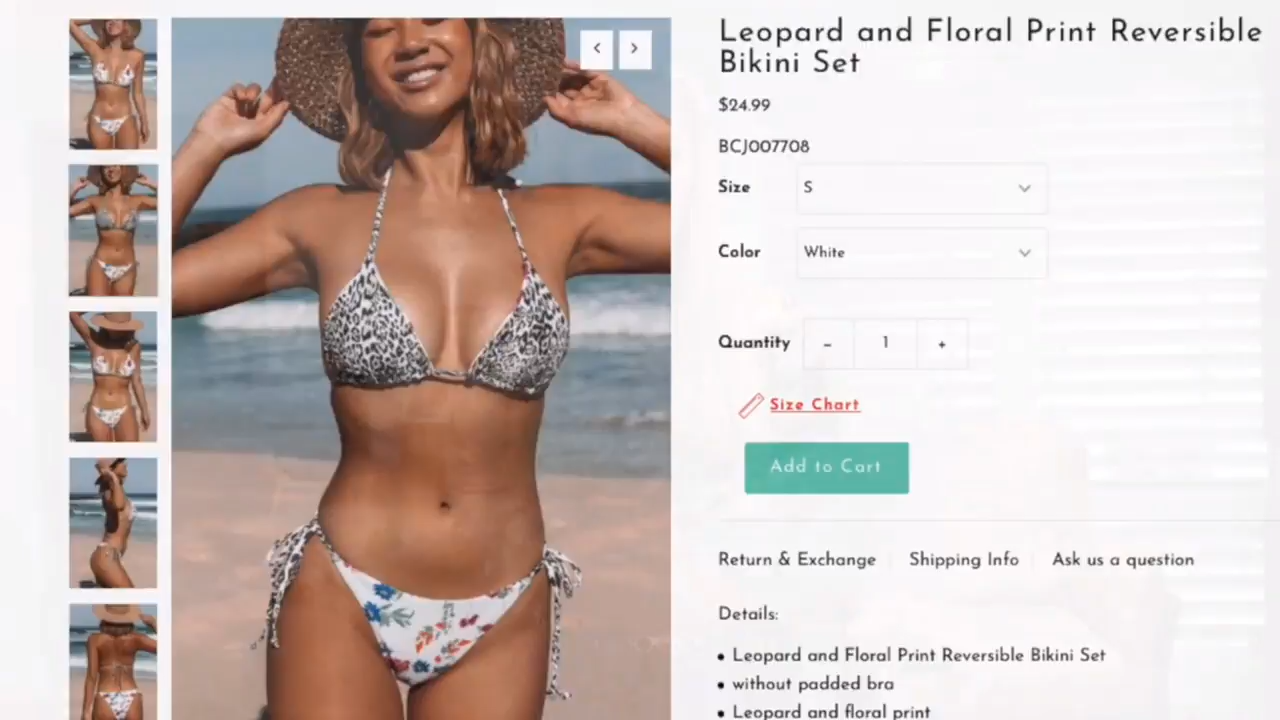 Leopard and Floral Print Reversible
Bikini Set
$24.99
BCJ007708
Size S
Color White
Quantity - 1 +
Size Chart
Add to Cart
Return & Exchange Shipping Info Ask us a question
Details:
• Leopard and Floral Print Reversible Bikini Set
• without padded bra
• Leopard and floral print